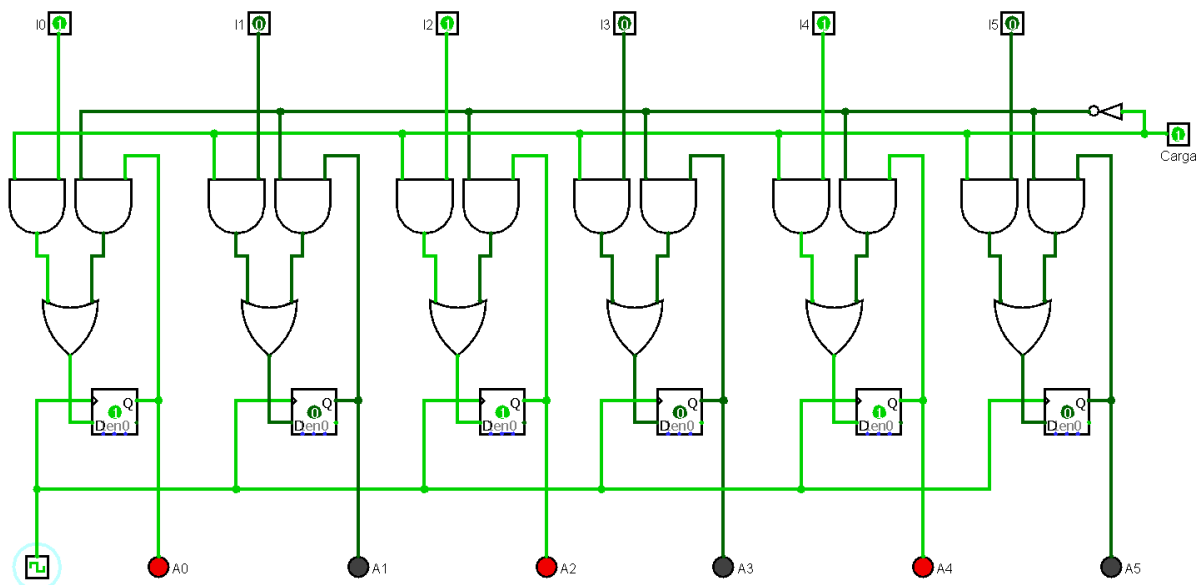 I0 1 I1 0 I2 1 I3 0 I4 1 I5 0
1
Carga
Q Q Q Q Q Q
1 0 1 0 1 0
D en0 D en0 D en0 D en0 D en0 D en0
A0 A1 A2 A3 A4 A5